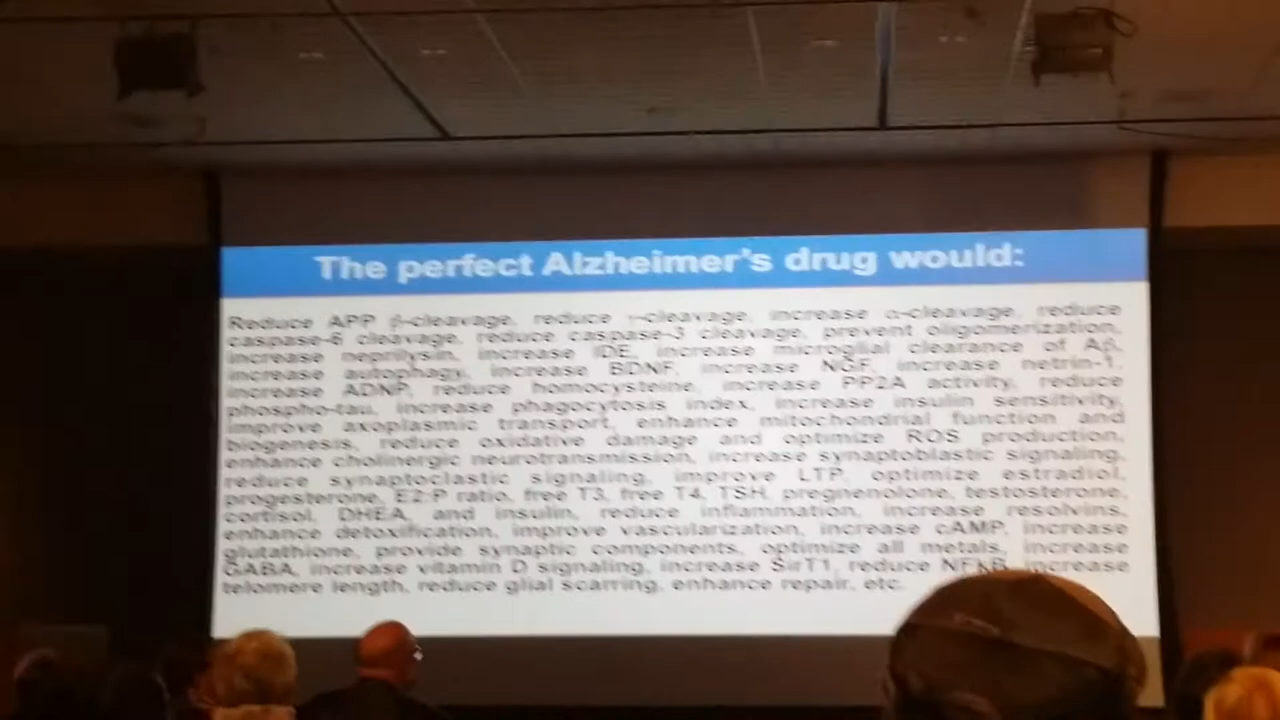 The perfect Alzheimer's drug would:
Reduce APP β-cleavage, reduce γ-cleavage, increase α-cleavage, reduce
caspase-6 cleavage, reduce caspase-3 cleavage, prevent oligomerization,
increase neprilysin, increase IDE, increase microglial clearance of Aβ,
increase autophagy, increase BDNF, increase NGF, increase netrin-1,
increase ADNP, reduce homocysteine, increase PP2A activity, reduce
phospho-tau, increase phagocytosis index, increase insulin sensitivity,
improve axoplasmic transport, enhance mitochondrial function and
biogenesis, reduce oxidative damage and optimize ROS production,
enhance cholinergic neurotransmission, increase synaptoblastic signaling,
reduce synaptoclastic signaling, improve LTP, optimize estradiol,
progesterone, E2:P ratio, free T3, free T4, TSH, pregnenolone, testosterone,
cortisol, DHEA, and insulin, reduce inflammation, increase resolvins,
enhance detoxification, improve vascularization, increase cAMP, increase
glutathione, provide synaptic components, optimize all metals, increase
GABA, increase vitamin D signaling, increase SirT1, reduce NFκB, increase
telomere length, reduce glial scarring, enhance repair, etc.